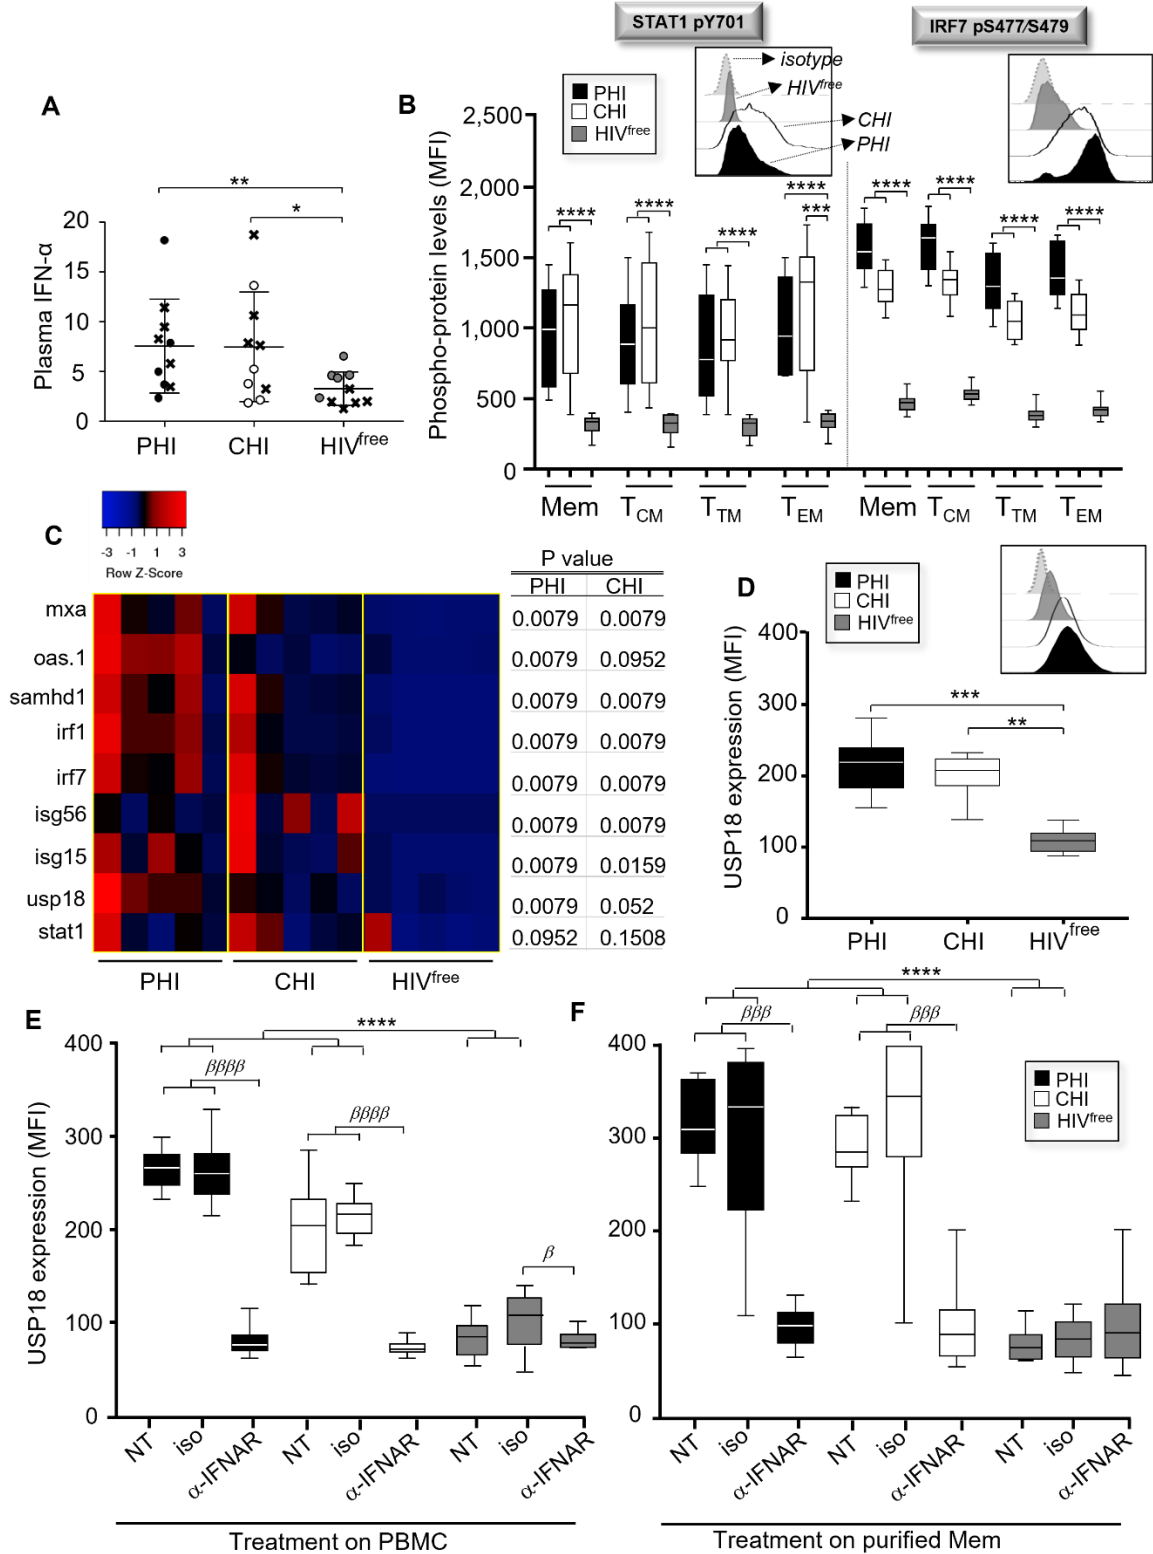 STAT1 pY701
IRF7 pS477/S479
A
**
*
Plasma IFN-α
20
15
10
5
0
PHI
CHI
HIVfree
B
PHI
CHI
HIVfree
isotype
HIVfree
CHI
PHI
Phospho-protein levels (MFI)
2,500
2,000
1,500
1,000
500
0
****
****
****
****
***
****
****
****
****
Mem
TCM
TTM
TEM
Mem
TCM
TTM
TEM
C
-3 -1 1 3
Row Z-Score
P value
PHI CHI
mxa 0.0079 0.0079
oas.1 0.0079 0.0952
samhd1 0.0079 0.0079
irf1 0.0079 0.0079
irf7 0.0079 0.0079
isg56 0.0079 0.0079
isg15 0.0079 0.0159
usp18 0.0079 0.052
stat1 0.0952 0.1508
PHI
CHI
HIVfree
D
PHI
CHI
HIVfree
USP18 expression (MFI)
400
300
200
100
0
***
**
PHI
CHI
HIVfree
E
****
ββββ
ββββ
β
USP18 expression (MFI)
400
300
200
100
0
NT
iso
α-IFNAR
NT
iso
α-IFNAR
NT
iso
α-IFNAR
Treatment on PBMC
F
****
βββ
βββ
PHI
CHI
HIVfree
400
300
200
100
0
NT
iso
α-IFNAR
NT
iso
α-IFNAR
NT
iso
α-IFNAR
Treatment on purified Mem